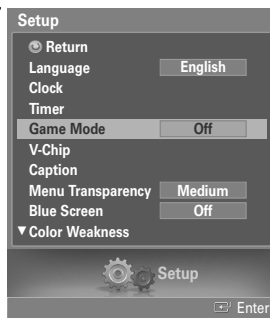 Setup
Return
Language English
Clock
Timer
Game Mode Off
V-Chip
Caption
Menu Transparency Medium
Blue Screen Off
▼Color Weakness
Setup
Enter